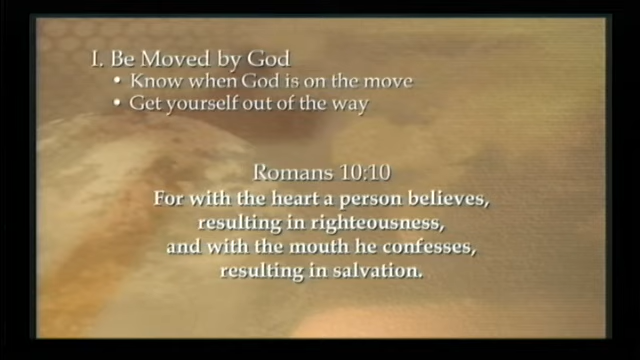 I. Be Moved by God
• Know when God is on the move
• Get yourself out of the way
Romans 10:10
For with the heart a person believes,
resulting in righteousness,
and with the mouth he confesses,
resulting in salvation.